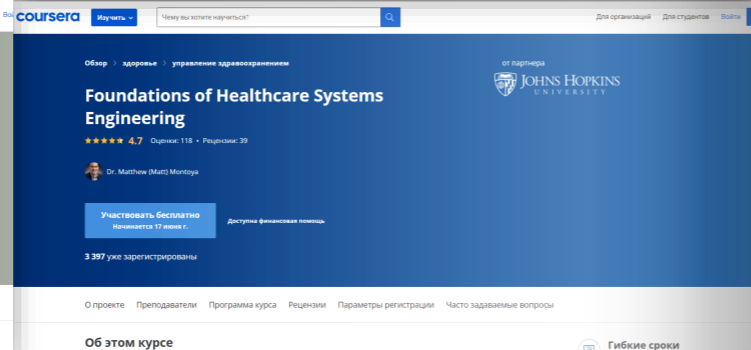 Вой
coursera
Изучить
Чему вы хотите научиться?
Для организаций
Для студентов
Войти
Обзор > здоровье > управление здравоохранением
от партнера
JOHNS HOPKINS
UNIVERSITY
Foundations of Healthcare Systems
Engineering
4.7 Оценки: 118 • Рецензии: 39
Dr. Matthew (Matt) Montoya
Участвовать бесплатно
Начинается 17 июня г.
Доступна финансовая помощь
3 397 уже зарегистрированы
О проекте Преподаватели Программа курса Рецензии Параметры регистрации Часто задаваемые вопросы
Об этом курсе
Гибкие сроки